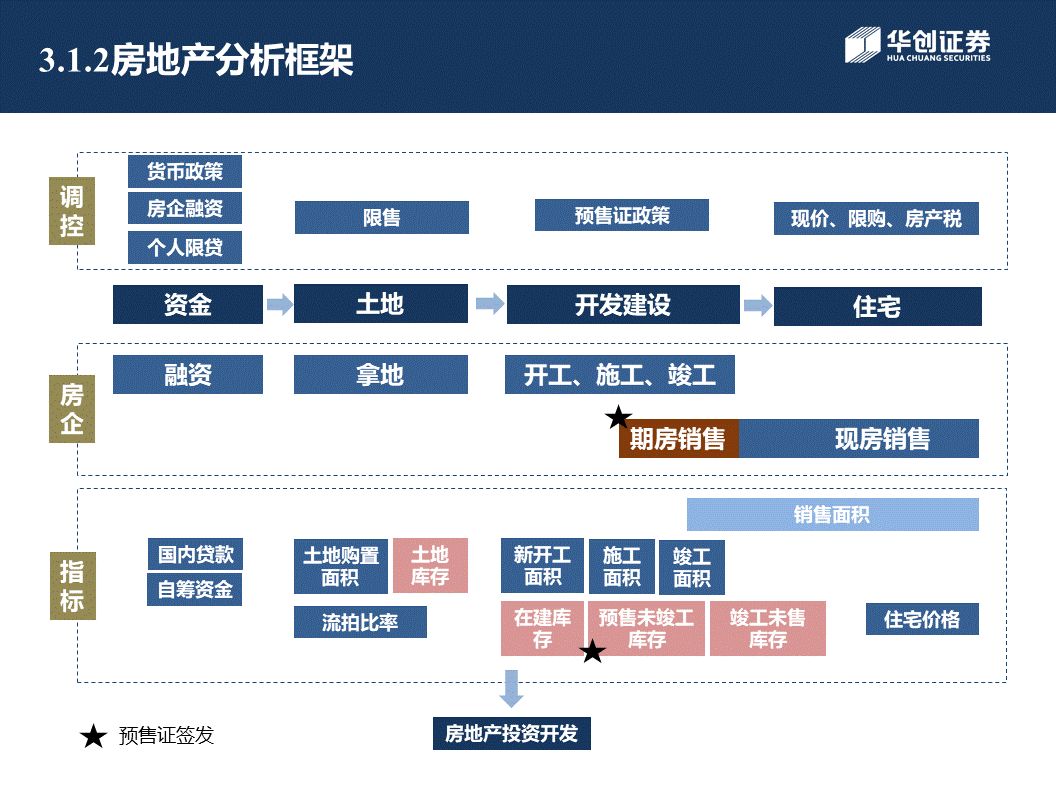 3.1.2房地产分析框架
华创证券
HUA CHUANG SECURITIES
调
控
货币政策
房企融资
个人限贷
限售
预售证政策
现价、限购、房产税
资金
土地
开发建设
住宅
房
企
融资
拿地
开工、施工、竣工
期房销售
现房销售
指
标
销售面积
国内贷款
自筹资金
土地购置
面积
土地
库存
流拍比率
新开工
面积
施工
面积
竣工
面积
在建库
存
预售未竣工
库存
竣工未售
库存
住宅价格
房地产投资开发
预售证签发